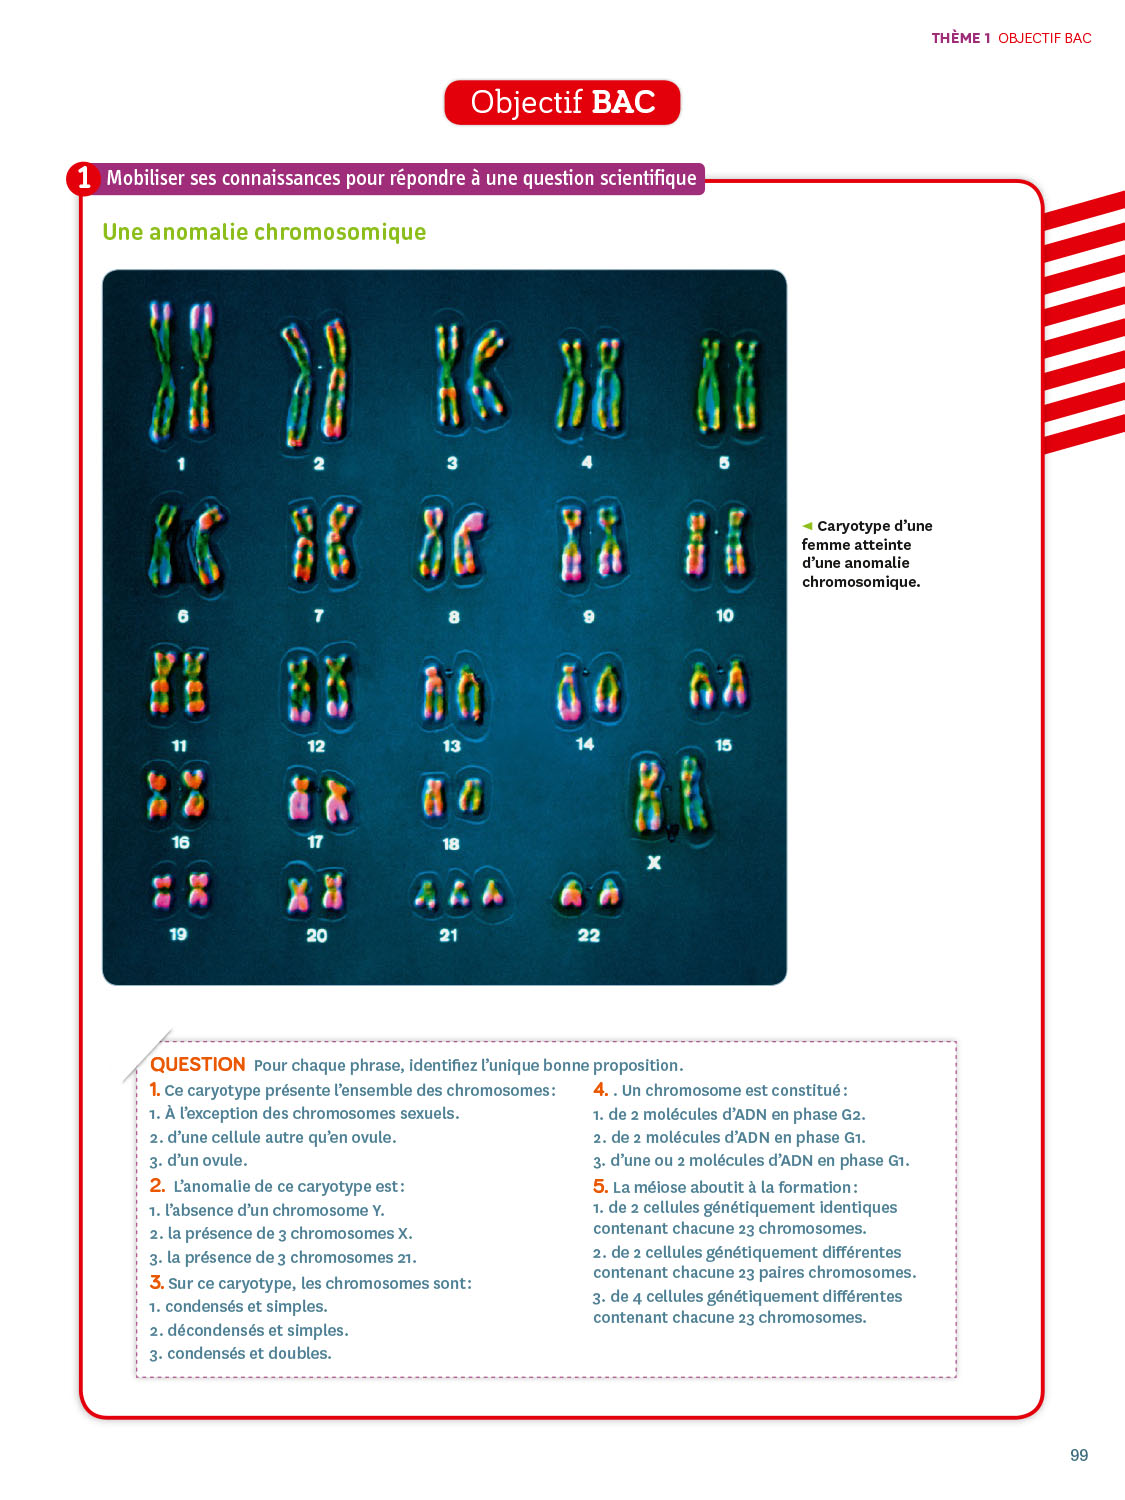 THÈME 1 OBJECTIF BAC
Objectif BAC
1 Mobiliser ses connaissances pour répondre à une question scientifique
Une anomalie chromosomique
1 2 3 4 5
6 7 8 9 10
11 12 13 14 15
16 17 18 X
19 20 21 22
◄ Caryotype d’une
femme atteinte
d’une anomalie
chromosomique.
QUESTION Pour chaque phrase, identifiez l’unique bonne proposition.
1. Ce caryotype présente l’ensemble des chromosomes :
1. À l’exception des chromosomes sexuels.
2. d’une cellule autre qu’en ovule.
3. d’un ovule.
2. L’anomalie de ce caryotype est :
1. l’absence d’un chromosome Y.
2. la présence de 3 chromosomes X.
3. la présence de 3 chromosomes 21.
3. Sur ce caryotype, les chromosomes sont :
1. condensés et simples.
2. décondensés et simples.
3. condensés et doubles.
4. . Un chromosome est constitué :
1. de 2 molécules d’ADN en phase G2.
2. de 2 molécules d’ADN en phase G1.
3. d’une ou 2 molécules d’ADN en phase G1.
5. La méiose aboutit à la formation :
1. de 2 cellules génétiquement identiques
contenant chacune 23 chromosomes.
2. de 2 cellules génétiquement différentes
contenant chacune 23 paires chromosomes.
3. de 4 cellules génétiquement différentes
contenant chacune 23 chromosomes.
99